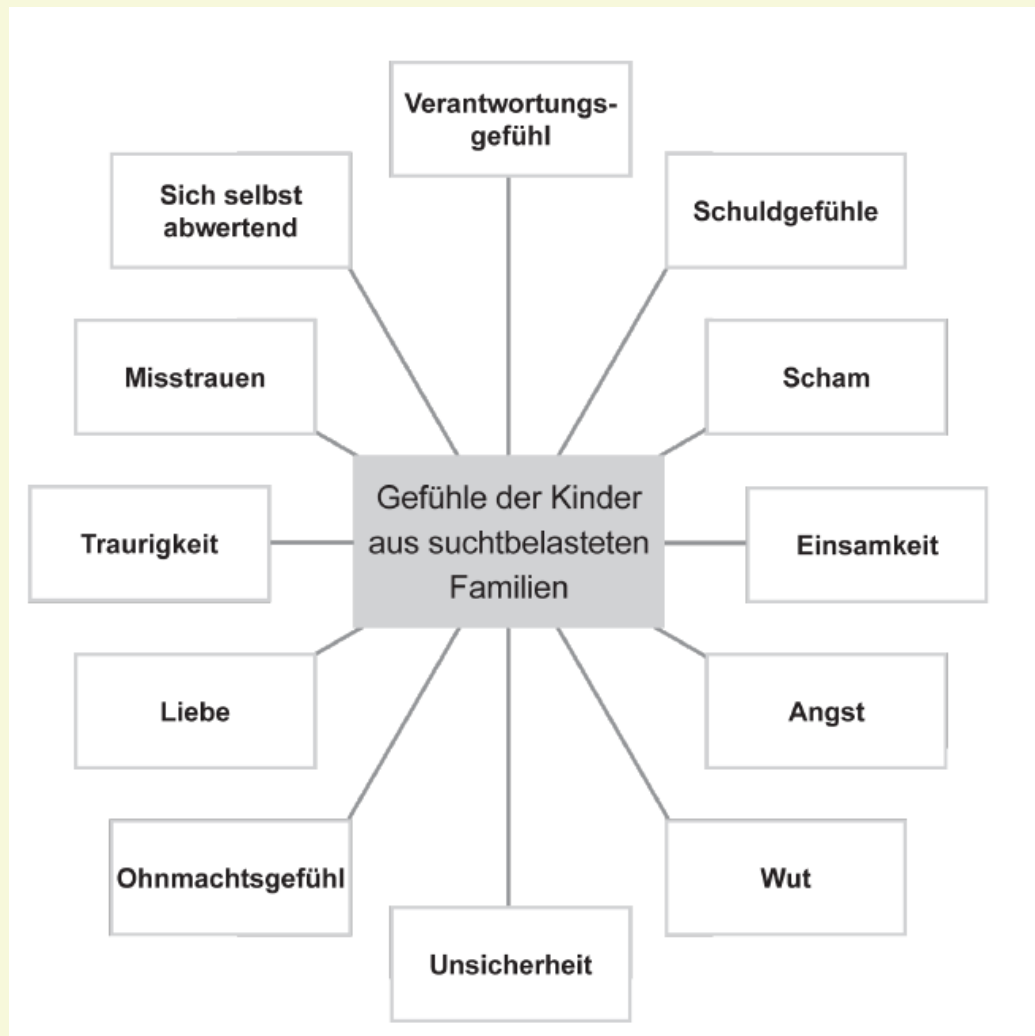 Verantwortungs-
gefühl
Schuldgefühle
Scham
Einsamkeit
Angst
Wut
Unsicherheit
Ohnmachtsgefühl
Liebe
Traurigkeit
Misstrauen
Sich selbst
abwertend
Gefühle der Kinder
aus suchtbelasteten
Familien